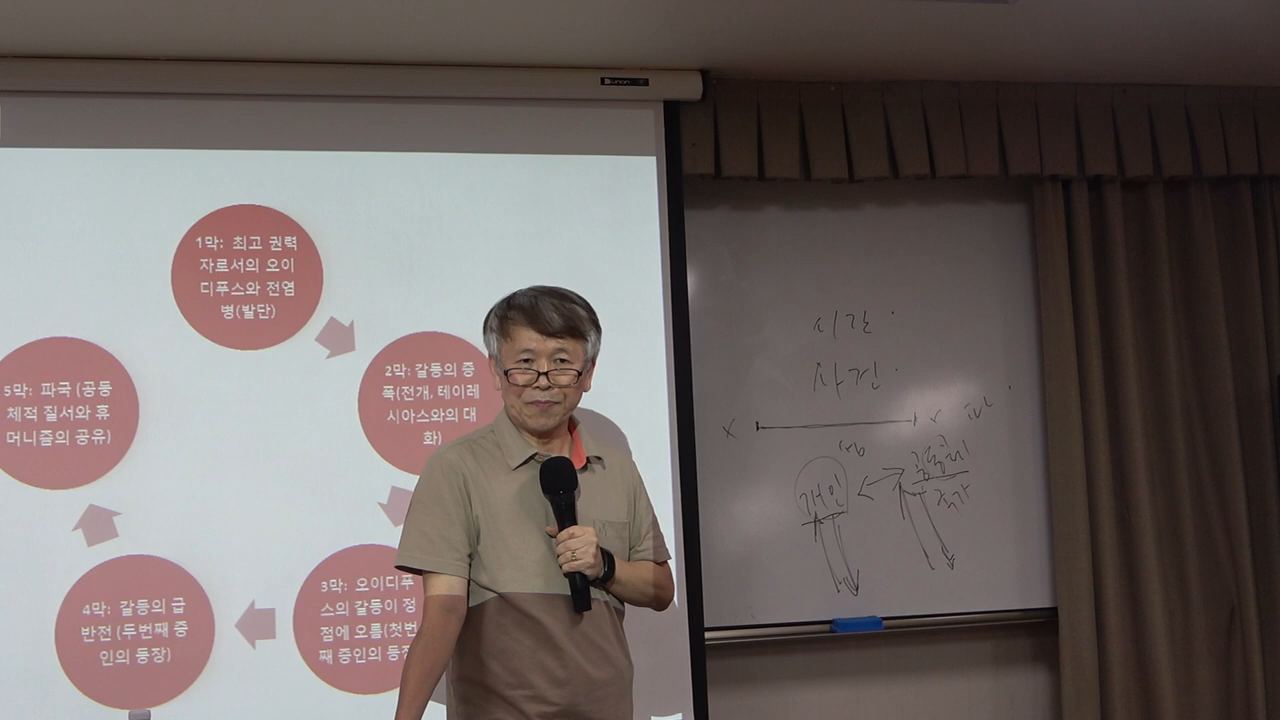 1막: 최고 권력
자로서의 오이
디푸스와 전염
병(발단)
2막: 갈등의 증
폭(전개, 테이레
시아스와의 대
화)
3막: 오이디푸
스의 갈등이 정
점에 오름(첫번
째 증인의 등장
4막: 갈등의 급
반전 (두번째 증
인의 등장)
5막: 파국 (공동
체적 질서와 휴
머니즘의 공유)
시간.
사건.
x
개인
공동체
국가